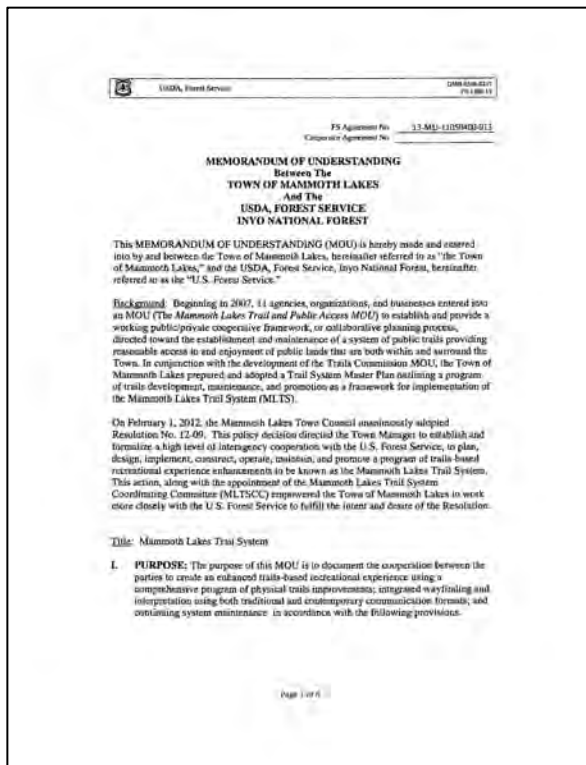 USDA, Forest Service
OMB 0596-0217
FS-1500-15
FS Agreement No. 13-MU-11050400-013
Cooperator Agreement No.
MEMORANDUM OF UNDERSTANDING
Between The
TOWN OF MAMMOTH LAKES
And The
USDA, FOREST SERVICE
INYO NATIONAL FOREST
This MEMORANDUM OF UNDERSTANDING (MOU) is hereby made and entered
into by and between the Town of Mammoth Lakes, hereinafter referred to as "the Town
of Mammoth Lakes," and the USDA, Forest Service, Inyo National Forest, hereinafter
referred to as the "U.S. Forest Service."
Background: Beginning in 2007, 11 agencies, organizations, and businesses entered into
an MOU (The Mammoth Lakes Trail and Public Access MOU) to establish and provide a
working public/private cooperative framework, or collaborative planning process,
directed toward the establishment and maintenance of a system of public trails providing
reasonable access to and enjoyment of public lands that are both within and surround the
Town. In conjunction with the development of the Trails Commission MOU, the Town of
Mammoth Lakes prepared and adopted a Trail System Master Plan outlining a program
of trails development, maintenance, and promotion as a framework for implementation of
the Mammoth Lakes Trail System (MLTS).
On February 1, 2012, the Mammoth Lakes Town Council unanimously adopted
Resolution No. 12-09. This policy decision directed the Town Manager to establish and
formalize a high level of interagency cooperation with the U.S. Forest Service, to plan,
design, implement, construct, operate, maintain, and promote a program of trails-based
recreational experience enhancements to be known as the Mammoth Lakes Trail System.
This action, along with the appointment of the Mammoth Lakes Trail System
Coordinating Committee (MLTSCC) empowered the Town of Mammoth Lakes to work
more closely with the U.S. Forest Service to fulfill the intent and desire of the Resolution.
Title: Mammoth Lakes Trail System
I. PURPOSE: The purpose of this MOU is to document the cooperation between the
parties to create an enhanced trails-based recreational experience using a
comprehensive program of physical trails improvements; integrated wayfinding and
interpretation using both traditional and contemporary communication formats; and
continuing system maintenance in accordance with the following provisions.
Page 1 of 6